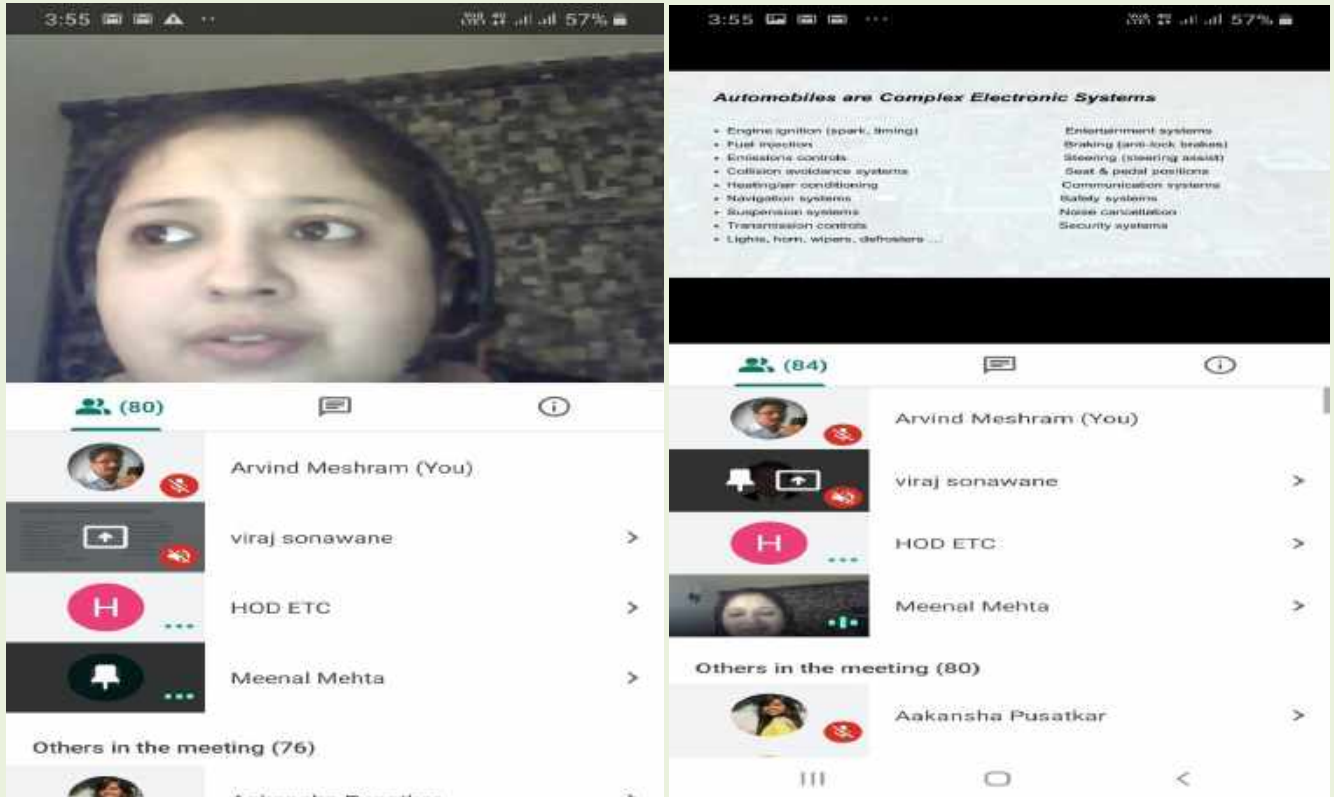 3:55 57%
(80)
Arvind Meshram (You)
viraj sonawane
H HOD ETC
Meenal Mehta
Others in the meeting (76)
3:55 57%
Automobiles are Complex Electronic Systems
• Engine ignition (spark, timing) Entertainment systems
• Fuel injection Braking (anti-lock brakes)
• Emissions controls Steering (steering assist)
• Collision avoidance systems Seat & pedal positions
• Heating/air conditioning Communication systems
• Navigation systems Safety systems
• Suspension systems Noise cancellation
• Transmission controls Security systems
• Lights, horn, wipers, defrosters ...
(84)
Arvind Meshram (You)
viraj sonawane
H HOD ETC
Meenal Mehta
Others in the meeting (80)
Aakansha Pusatkar